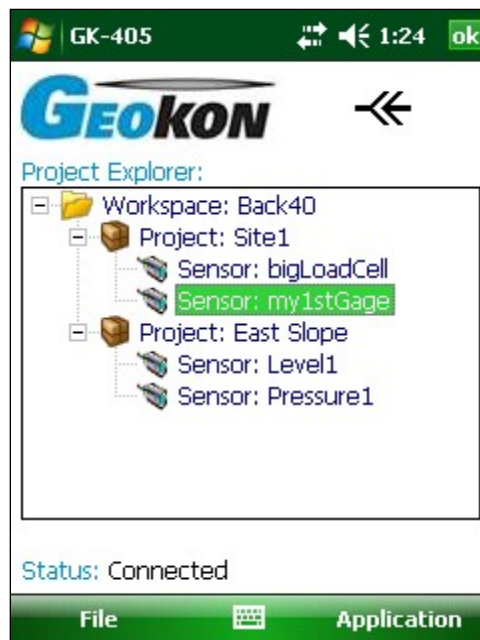 GK-405 1:24 ok
GEOKON
Project Explorer:
Workspace: Back40
Project: Site1
Sensor: bigLoadCell
Sensor: my1stGage
Project: East Slope
Sensor: Level1
Sensor: Pressure1
Status: Connected
File Application